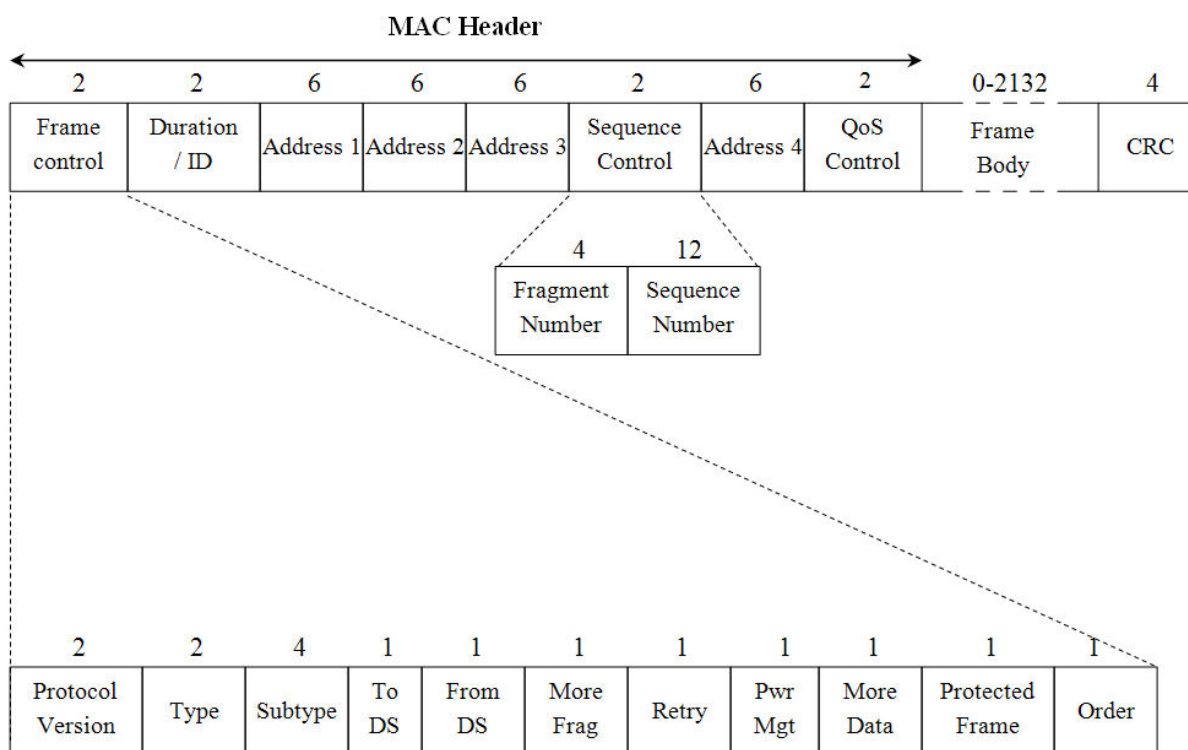 MAC Header
2 2 6 6 6 2 6 2 0-2132 4
Frame control
Duration / ID
Address 1
Address 2
Address 3
Sequence Control
Address 4
QoS Control
Frame Body
CRC
4 12
Fragment Number
Sequence Number
2 2 4 1 1 1 1 1 1 1 1
Protocol Version
Type
Subtype
To DS
From DS
More Frag
Retry
Pwr Mgt
More Data
Protected Frame
Order